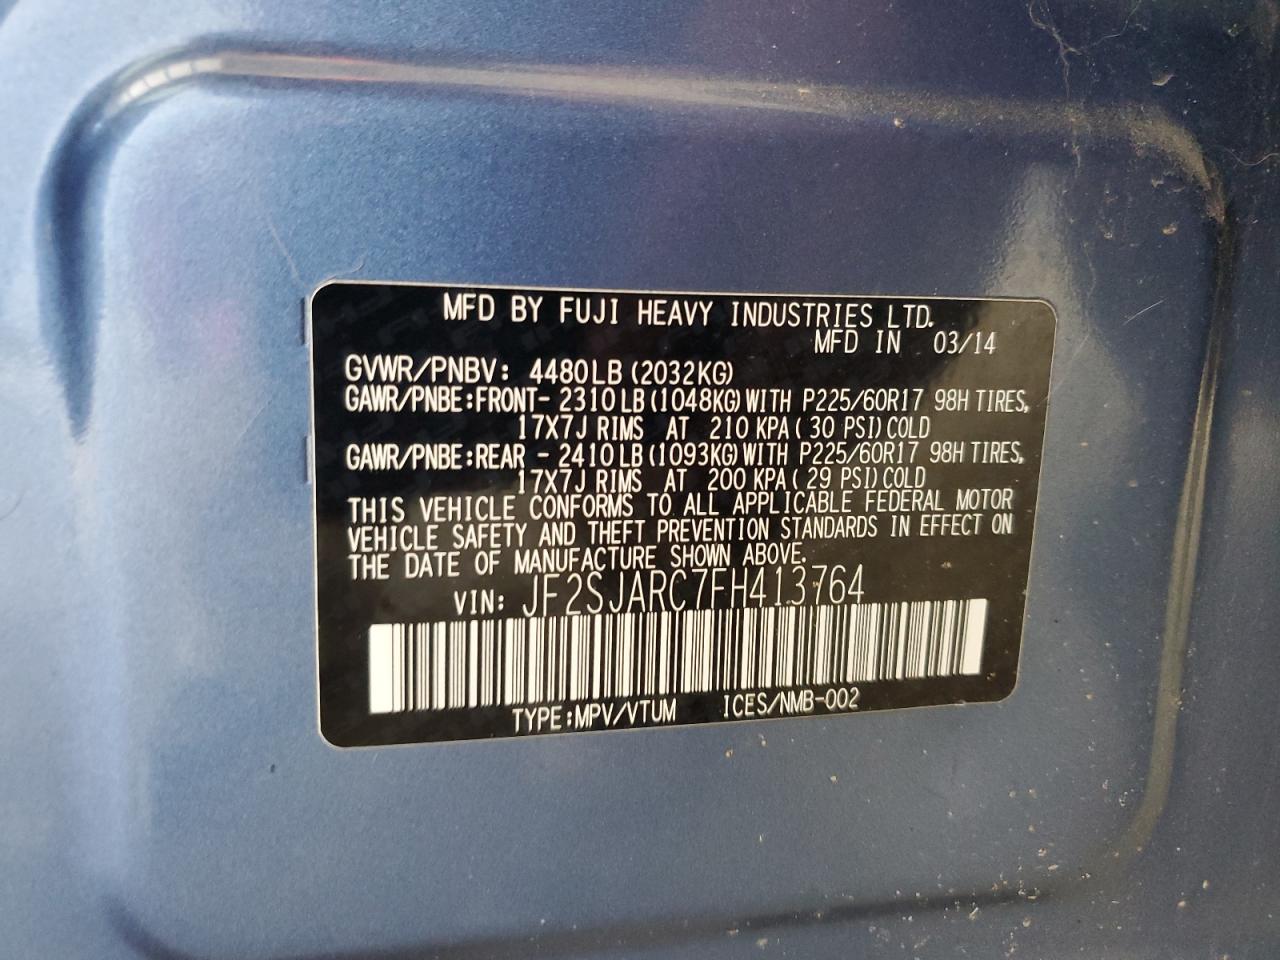 MFD BY FUJI HEAVY INDUSTRIES LTD.
MFD IN 03/14
GVWR/PNBV: 4480LB (2032KG)
GAWR/PNBE:FRONT- 2310LB(1048KG)WITH P225/60R17 98H TIRES,
17X7J RIMS AT 210 KPA( 30 PSI)COLD
GAWR/PNBE:REAR - 2410LB(1093KG)WITH P225/60R17 98H TIRES,
17X7J RIMS AT 200 KPA( 29 PSI)COLD
THIS VEHICLE CONFORMS TO ALL APPLICABLE FEDERAL MOTOR
VEHICLE SAFETY AND THEFT PREVENTION STANDARDS IN EFFECT ON
THE DATE OF MANUFACTURE SHOWN ABOVE.
VIN: JF2SJARC7FH413764
TYPE:MPV/VTUM ICES/NMB-002